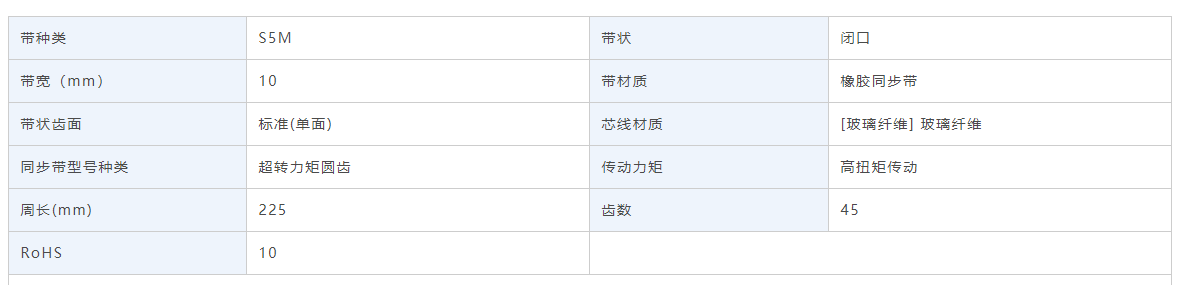 带种类 S5M 带状 闭口
带宽（mm） 10 带材质 橡胶同步带
带状齿面 标准(单面) 芯线材质 [玻璃纤维] 玻璃纤维
同步带型号种类 超转力矩圆齿 传动力矩 高扭矩传动
周长(mm) 225 齿数 45
RoHS 10